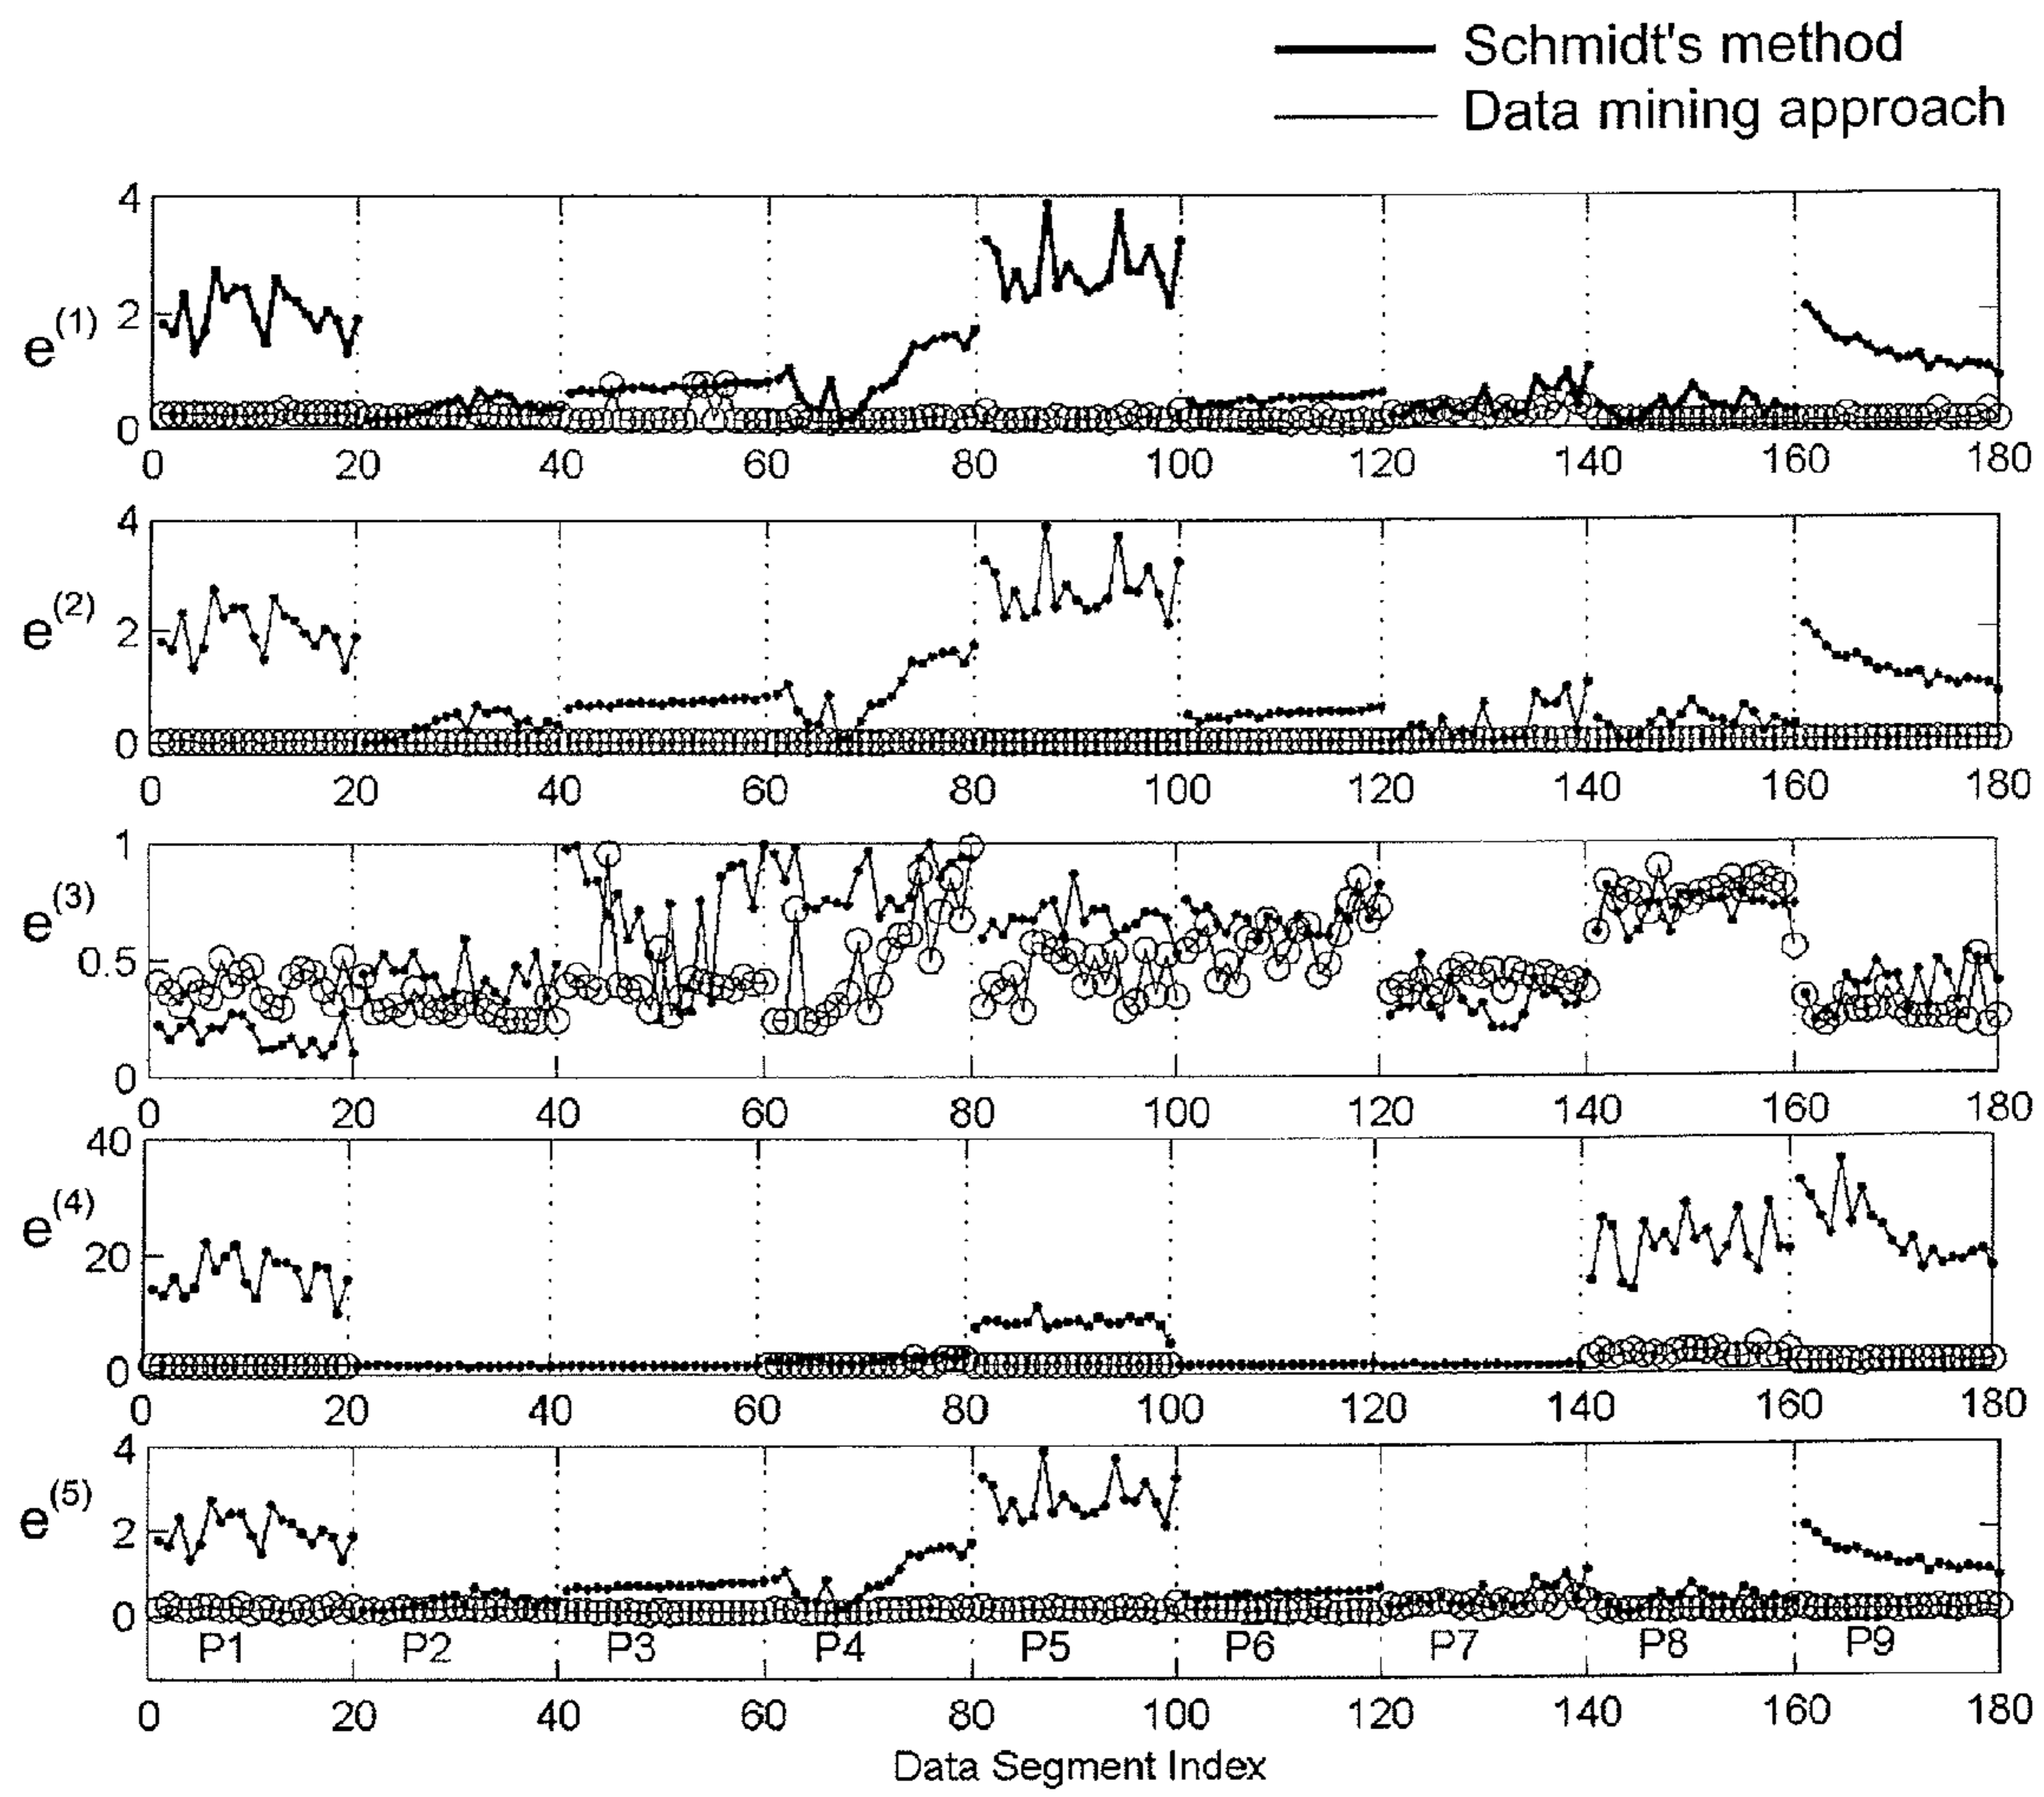 Schmidt's method
Data mining approach
4
2
0
e(1)
0 20 40 60 80 100 120 140 160 180
4
2
0
e(2)
0 20 40 60 80 100 120 140 160 180
1
0.5
0
e(3)
0 20 40 60 80 100 120 140 160 180
40
20
0
e(4)
0 20 40 60 80 100 120 140 160 180
4
2
0
e(5)
P1 P2 P3 P4 P5 P6 P7 P8 P9
0 20 40 60 80 100 120 140 160 180
Data Segment Index